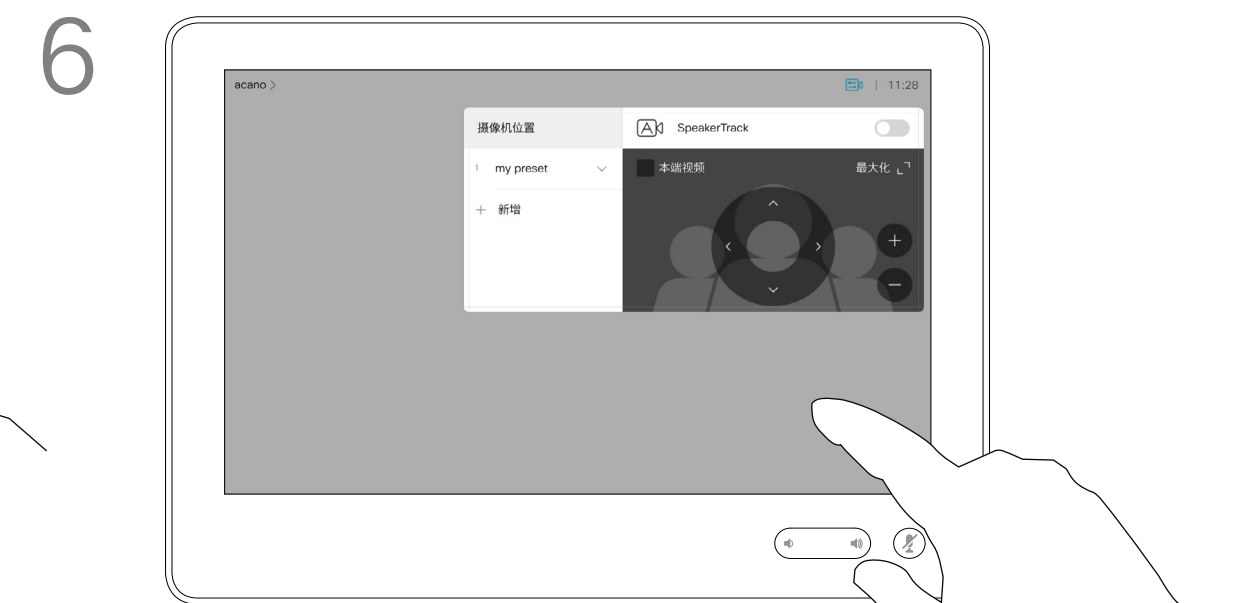 6
acano >
11:28
摄像机位置
SpeakerTrack
1 my preset
本端视频
最大化
+ 新增